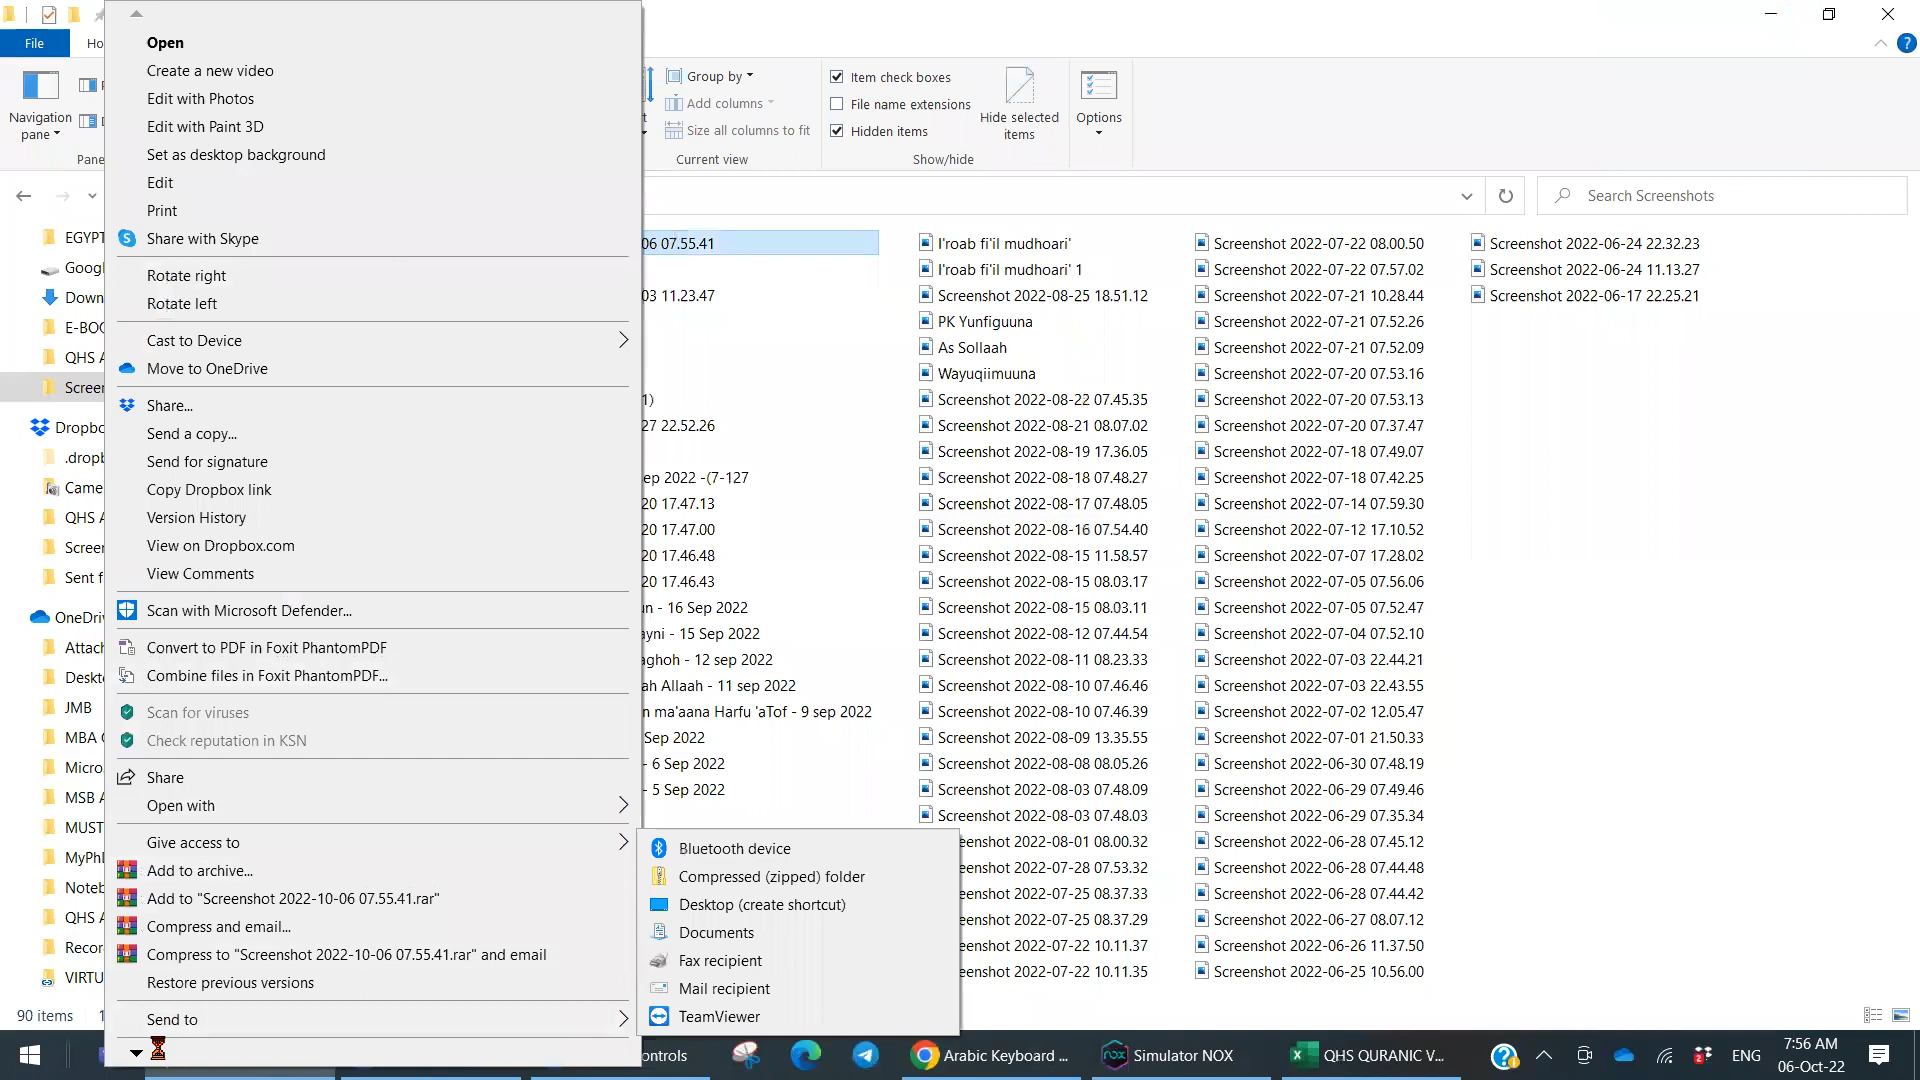 File
Ho
Navigation
pane
Pane
Group by
Add columns
Size all columns to fit
Current view
Item check boxes
File name extensions
Hidden items
Hide selected
items
Show/hide
Options
Search Screenshots
Open
Create a new video
Edit with Photos
Edit with Paint 3D
Set as desktop background
Edit
Print
Share with Skype
Rotate right
Rotate left
Cast to Device
Move to OneDrive
Share...
Send a copy...
Send for signature
Copy Dropbox link
Version History
View on Dropbox.com
View Comments
Scan with Microsoft Defender...
Convert to PDF in Foxit PhantomPDF
Combine files in Foxit PhantomPDF...
Scan for viruses
Check reputation in KSN
Share
Open with
Give access to
Add to archive...
Add to "Screenshot 2022-10-06 07.55.41.rar"
Compress and email...
Compress to "Screenshot 2022-10-06 07.55.41.rar" and email
Restore previous versions
Send to
Bluetooth device
Compressed (zipped) folder
Desktop (create shortcut)
Documents
Fax recipient
Mail recipient
TeamViewer
EGYPT
Googl
Down
E-BOO
QHS A
Screen
Dropbo
.dropb
Came
QHS A
Screen
Sent f
OneDriv
Attach
Deskto
JMB
MBA C
Micro
MSB A
MUST
MyPhD
Noteb
QHS A
Recor
VIRTU
06 07.55.41
03 11.23.47
1)
27 22.52.26
ep 2022 -(7-127
20 17.47.13
20 17.47.00
20 17.46.48
20 17.46.43
un - 16 Sep 2022
ayni - 15 Sep 2022
aghoh - 12 sep 2022
ah Allaah - 11 sep 2022
n ma'aana Harfu 'aTof - 9 sep 2022
Sep 2022
- 6 Sep 2022
- 5 Sep 2022
I'roab fi'il mudhoari'
I'roab fi'il mudhoari' 1
Screenshot 2022-08-25 18.51.12
PK Yunfiguuna
As Sollaah
Wayuqiimuuna
Screenshot 2022-08-22 07.45.35
Screenshot 2022-08-21 08.07.02
Screenshot 2022-08-19 17.36.05
Screenshot 2022-08-18 07.48.27
Screenshot 2022-08-17 07.48.05
Screenshot 2022-08-16 07.54.40
Screenshot 2022-08-15 11.58.57
Screenshot 2022-08-15 08.03.17
Screenshot 2022-08-15 08.03.11
Screenshot 2022-08-12 07.44.54
Screenshot 2022-08-11 08.23.33
Screenshot 2022-08-10 07.46.46
Screenshot 2022-08-10 07.46.39
Screenshot 2022-08-09 13.35.55
Screenshot 2022-08-08 08.05.26
Screenshot 2022-08-03 07.48.09
Screenshot 2022-08-03 07.48.03
eenshot 2022-08-01 08.00.32
eenshot 2022-07-28 07.53.32
eenshot 2022-07-25 08.37.33
eenshot 2022-07-25 08.37.29
eenshot 2022-07-22 10.11.37
eenshot 2022-07-22 10.11.35
Screenshot 2022-07-22 08.00.50
Screenshot 2022-07-22 07.57.02
Screenshot 2022-07-21 10.28.44
Screenshot 2022-07-21 07.52.26
Screenshot 2022-07-21 07.52.09
Screenshot 2022-07-20 07.53.16
Screenshot 2022-07-20 07.53.13
Screenshot 2022-07-20 07.37.47
Screenshot 2022-07-18 07.49.07
Screenshot 2022-07-18 07.42.25
Screenshot 2022-07-14 07.59.30
Screenshot 2022-07-12 17.10.52
Screenshot 2022-07-07 17.28.02
Screenshot 2022-07-05 07.56.06
Screenshot 2022-07-05 07.52.47
Screenshot 2022-07-04 07.52.10
Screenshot 2022-07-03 22.44.21
Screenshot 2022-07-03 22.43.55
Screenshot 2022-07-02 12.05.47
Screenshot 2022-07-01 21.50.33
Screenshot 2022-06-30 07.48.19
Screenshot 2022-06-29 07.49.46
Screenshot 2022-06-29 07.35.34
Screenshot 2022-06-28 07.45.12
Screenshot 2022-06-28 07.44.48
Screenshot 2022-06-28 07.44.42
Screenshot 2022-06-27 08.07.12
Screenshot 2022-06-26 11.37.50
Screenshot 2022-06-25 10.56.00
Screenshot 2022-06-24 22.32.23
Screenshot 2022-06-24 11.13.27
Screenshot 2022-06-17 22.25.21
90 items
ontrols
Arabic Keyboard ...
Simulator NOX
QHS QURANIC V...
ENG
7:56 AM
06-Oct-22